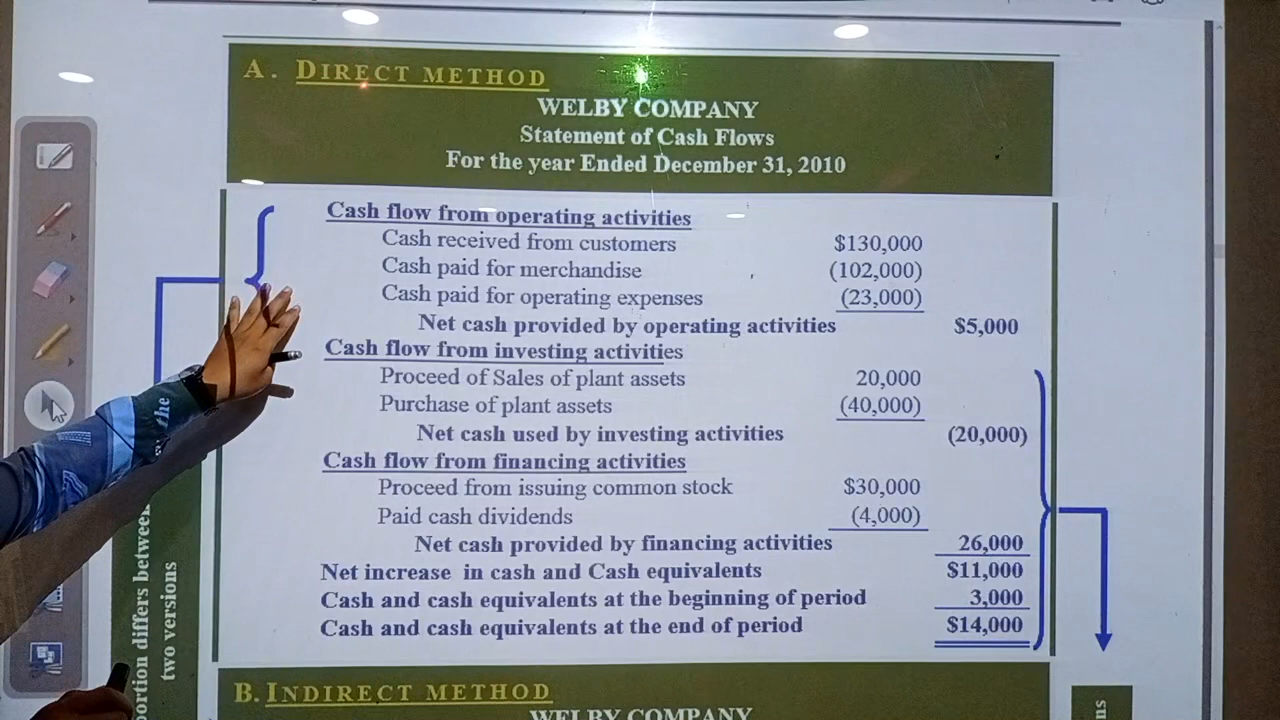 A. DIRECT METHOD
WELBY COMPANY
Statement of Cash Flows
For the year Ended December 31, 2010
Cash flow from operating activities
Cash received from customers $130,000
Cash paid for merchandise (102,000)
Cash paid for operating expenses (23,000)
Net cash provided by operating activities $5,000
Cash flow from investing activities
Proceed of Sales of plant assets 20,000
Purchase of plant assets (40,000)
Net cash used by investing activities (20,000)
Cash flow from financing activities
Proceed from issuing common stock $30,000
Paid cash dividends (4,000)
Net cash provided by financing activities 26,000
Net increase in cash and Cash equivalents $11,000
Cash and cash equivalents at the beginning of period 3,000
Cash and cash equivalents at the end of period $14,000
B. INDIRECT METHOD
WELBY COMPANY
ortion differs between the
two versions
ns